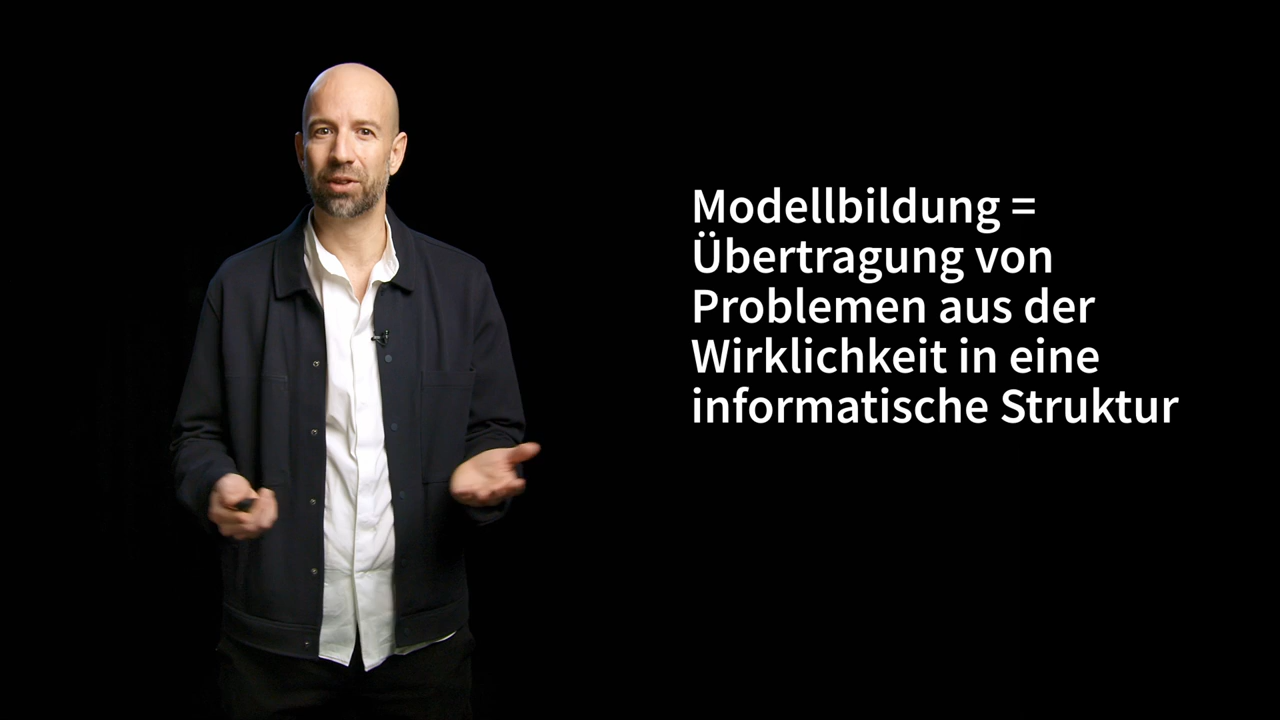 Modellbildung =
Übertragung von
Problemen aus der
Wirklichkeit in eine
informatische Struktur